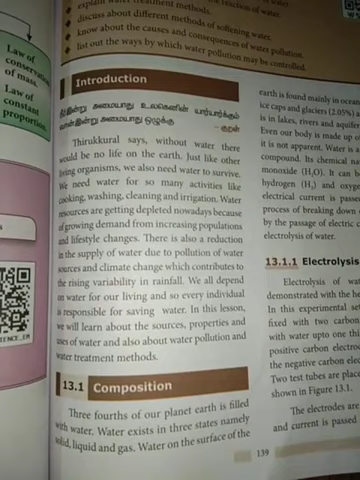 explain water treatment methods.
discuss about different methods of softening water.
know about the causes and consequences of water pollution.
list out the ways by which water pollution may be controlled.
Law of
conservation
of mass.
Law of
constant
proportion.
IENCE_EM
Introduction
நீர்இன்று அமையாது உலகெனின் யார்யார்க்கும்
வான்இன்று அமையாது ஒழுக்கு
– குறள்
Thirukkural says, without water there
would be no life on the earth. Just like other
living organisms, we also need water to survive.
We need water for so many activities like
cooking, washing, cleaning and irrigation. Water
resources are getting depleted nowadays because
of growing demand from increasing populations
and lifestyle changes. There is also a reduction
in the supply of water due to pollution of water
sources and climate change which contributes to
the rising variability in rainfall. We all depend
on water for our living and so every individual
is responsible for saving water. In this lesson,
we will learn about the sources, properties and
uses of water and also about water pollution and
water treatment methods.
13.1 Composition
Three fourths of our planet earth is filled
with water. Water exists in three states namely
solid, liquid and gas. Water on the surface of the
earth is found mainly in ocean
ice caps and glaciers (2.05%) a
is in lakes, rivers and
Even our body is made up
it is not apparent. Water is a
compound. Its chemical na
monoxide (H₂O). It can b
hydrogen (H₂) and oxyge
electrical current is passe
process of breaking down
by the passage of electric c
electrolysis of water.
13.1.1 Electrolysis
Electrolysis of wat
demonstrated with the he
In this experimental set
fixed with two carbon
with water upto one thi
positive carbon electro
the negative carbon elec
Two test tubes are place
shown in Figure 13.1.
The electrodes are
and current is passed
139